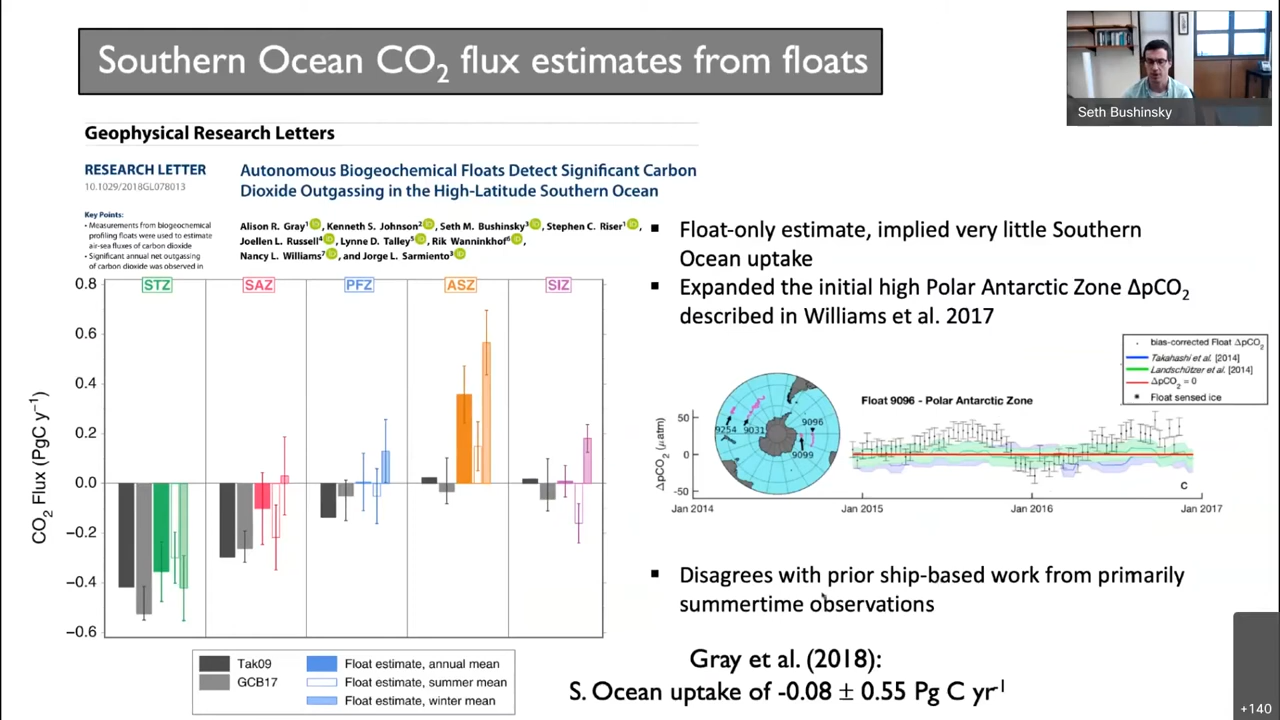 Southern Ocean CO₂ flux estimates from floats
Seth Bushinsky
Geophysical Research Letters
RESEARCH LETTER
10.1029/2018GL078013
Autonomous Biogeochemical Floats Detect Significant Carbon
Dioxide Outgassing in the High-Latitude Southern Ocean
Key Points:
• Measurements from biogeochemical
profiling floats were used to estimate
air-sea fluxes of carbon dioxide
• Significant annual net outgassing
of carbon dioxide was observed in
Alison R. Gray¹, Kenneth S. Johnson², Seth M. Bushinsky³, Stephen C. Riser¹,
Joellen L. Russell⁴, Lynne D. Talley⁵, Rik Wanninkhof⁶,
Nancy L. Williams⁷, and Jorge L. Sarmiento³
STZ SAZ PFZ ASZ SIZ
0.8
0.6
0.4
0.2
0.0
−0.2
−0.4
−0.6
CO₂ Flux (PgC y⁻¹)
Tak09
GCB17
Float estimate, annual mean
Float estimate, summer mean
Float estimate, winter mean
▪ Float-only estimate, implied very little Southern
Ocean uptake
▪ Expanded the initial high Polar Antarctic Zone ΔpCO₂
described in Williams et al. 2017
bias-corrected Float ΔpCO₂
Takahashi et al. [2014]
Landschützer et al. [2014]
ΔpCO₂ = 0
Float sensed ice
Float 9096 - Polar Antarctic Zone
9254 9031 9096
9099
ΔpCO₂ (μatm)
50
0
-50
C
Jan 2014 Jan 2015 Jan 2016 Jan 2017
▪ Disagrees with prior ship-based work from primarily
summertime observations
Gray et al. (2018):
S. Ocean uptake of -0.08 ± 0.55 Pg C yr⁻¹
+140